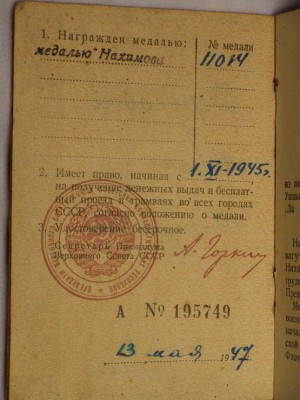 1. Награжден медалью:
медалью „Нахимова
№ медали
11014
2. Имеет право, начиная с 1.XI-1945г.
на получение денежных выдач и бесплат-
ный проезд в трамваях во всех городах
СССР, согласно положению о медали.
3. Удостоверение бессрочное.
Секретарь Президиума
Верховного Совета СССР
А. Горкин
А № 195749
13 мая 1947